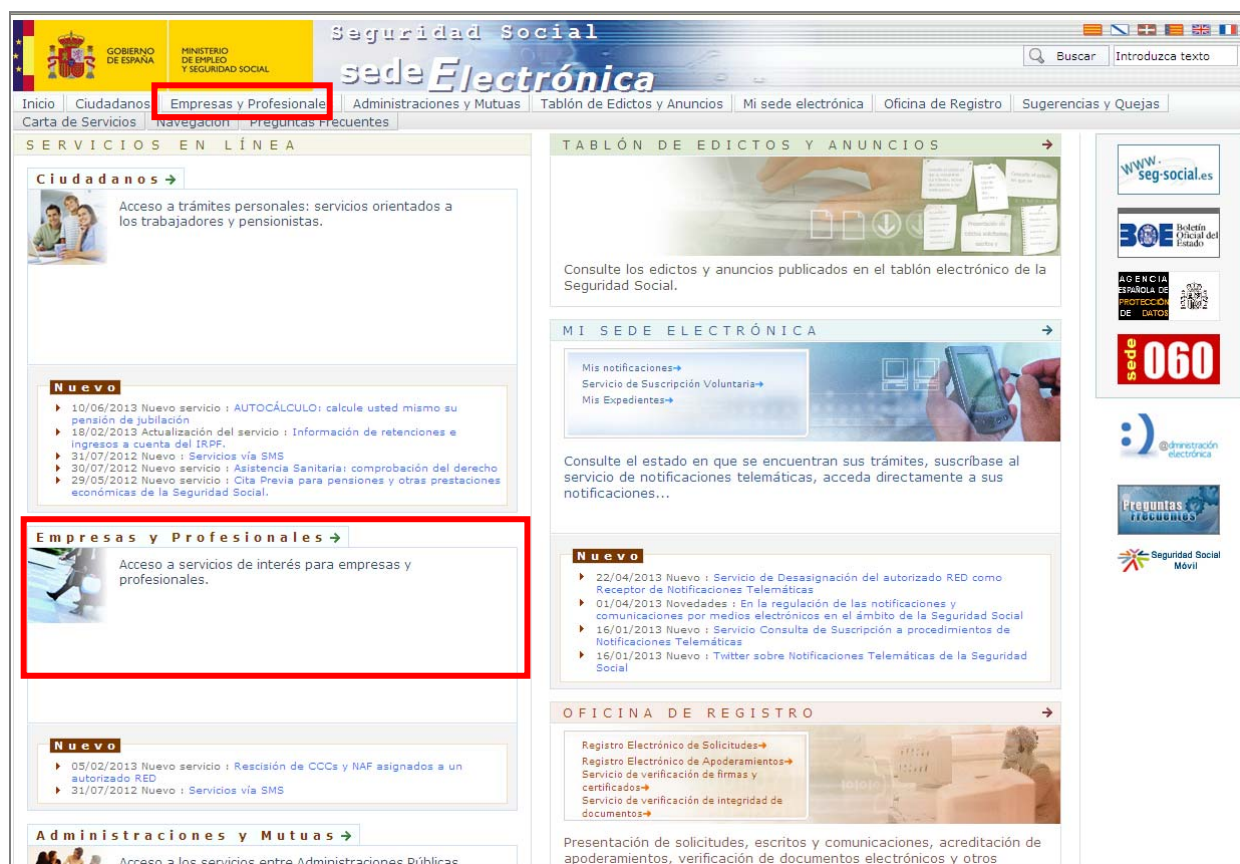 GOBIERNO
DE ESPAÑA
MINISTERIO
DE EMPLEO
Y SEGURIDAD SOCIAL
Seguridad Social
sede Electrónica
Buscar
Introduzca texto
Inicio
Ciudadanos
Empresas y Profesionale
Administraciones y Mutuas
Tablón de Edictos y Anuncios
Mi sede electrónica
Oficina de Registro
Sugerencias y Quejas
Carta de Servicios
Navegación
Preguntas Frecuentes
SERVICIOS EN LÍNEA
Ciudadanos
Acceso a trámites personales: servicios orientados a
los trabajadores y pensionistas.
Nuevo
10/06/2013 Nuevo servicio : AUTOCÁLCULO: calcule usted mismo su
pensión de jubilación
18/02/2013 Actualización del servicio : Información de retenciones e
ingresos a cuenta del IRPF.
31/07/2012 Nuevo : Servicios vía SMS
30/07/2012 Nuevo servicio : Asistencia Sanitaria: comprobación del derecho
29/05/2012 Nuevo servicio : Cita Previa para pensiones y otras prestaciones
económicas de la Seguridad Social.
Empresas y Profesionales
Acceso a servicios de interés para empresas y
profesionales.
Nuevo
05/02/2013 Nuevo servicio : Rescisión de CCCs y NAF asignados a un
autorizado RED
31/07/2012 Nuevo : Servicios vía SMS
Administraciones y Mutuas
Acceso a los servicios entre Administraciones Públicas
TABLÓN DE EDICTOS Y ANUNCIOS
Consulte los edictos y anuncios publicados en el tablón electrónico de la
Seguridad Social.
MI SEDE ELECTRÓNICA
Mis notificaciones
Servicio de Suscripción Voluntaria
Mis Expedientes
Consulte el estado en que se encuentran sus trámites, suscríbase al
servicio de notificaciones telemáticas, acceda directamente a sus
notificaciones...
Nuevo
22/04/2013 Nuevo : Servicio de Desasignación del autorizado RED como
Receptor de Notificaciones Telemáticas
01/04/2013 Novedades : En la regulación de las notificaciones y
comunicaciones por medios electrónicos en el ámbito de la Seguridad Social
16/01/2013 Nuevo : Servicio Consulta de Suscripción a procedimientos de
Notificaciones Telemáticas
16/01/2013 Nuevo : Twitter sobre Notificaciones Telemáticas de la Seguridad
Social
OFICINA DE REGISTRO
Registro Electrónico de Solicitudes
Registro Electrónico de Apoderamientos
Servicio de verificación de firmas y
certificados
Servicio de verificación de integridad de
documentos
Presentación de solicitudes, escritos y comunicaciones, acreditación de
apoderamientos, verificación de documentos electrónicos y otros
www.
seg-social.es
BOE
Boletín
Oficial del
Estado
AGENCIA
ESPAÑOLA DE
PROTECCIÓN
DE DATOS
sede 060
@dministración
electrónica
Preguntas
frecuentes
Seguridad Social
Móvil